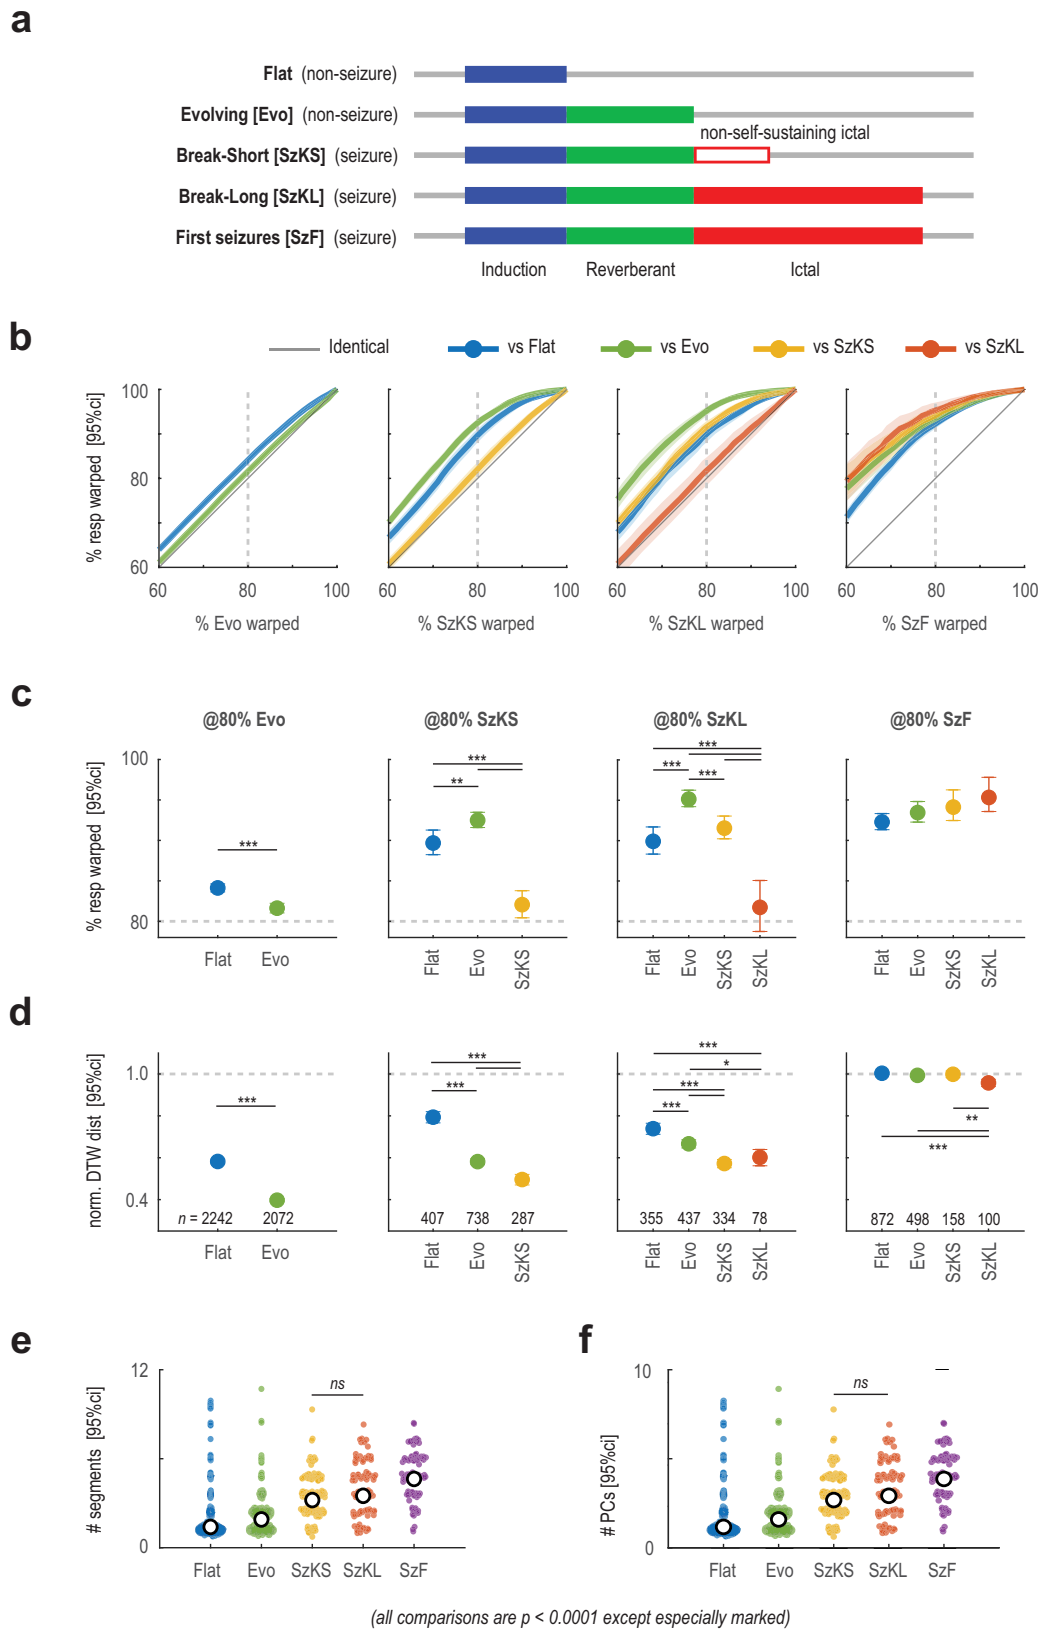 a
Flat (non-seizure)
Evolving [Evo] (non-seizure)
non-self-sustaining ictal
Break-Short [SzKS] (seizure)
Break-Long [SzKL] (seizure)
First seizures [SzF] (seizure)
Induction Reverberant Ictal
b
Identical vs Flat vs Evo vs SzKS vs SzKL
% resp warped [95%ci]
100
80
60
60 80 100 60 80 100 60 80 100 60 80 100
% Evo warped % SzKS warped % SzKL warped % SzF warped
c
@80% Evo @80% SzKS @80% SzKL @80% SzF
% resp warped [95%ci]
100
80
***
*** **
*** *** ***
Flat Evo Flat Evo SzKS Flat Evo SzKS SzKL Flat Evo SzKS SzKL
d
norm. DTW dist [95%ci]
1.0
0.4
***
*** ***
*** * *** ***
** ***
n = 2242 2072 407 738 287 355 437 334 78 872 498 158 100
Flat Evo Flat Evo SzKS Flat Evo SzKS SzKL Flat Evo SzKS SzKL
e
# segments [95%ci]
12
0
ns
Flat Evo SzKS SzKL SzF
f
# PCs [95%ci]
10
0
ns
Flat Evo SzKS SzKL SzF
(all comparisons are p < 0.0001 except especially marked)